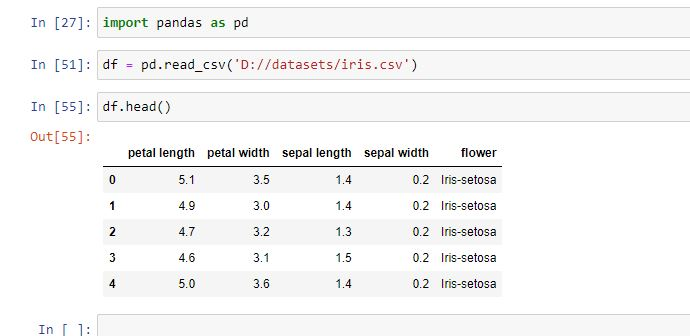 In [27]: import pandas as pd
In [51]: df = pd.read_csv('D://datasets/iris.csv')
In [55]: df.head()
Out[55]:
petal length petal width sepal length sepal width flower
0 5.1 3.5 1.4 0.2 Iris-setosa
1 4.9 3.0 1.4 0.2 Iris-setosa
2 4.7 3.2 1.3 0.2 Iris-setosa
3 4.6 3.1 1.5 0.2 Iris-setosa
4 5.0 3.6 1.4 0.2 Iris-setosa
In [ ]: